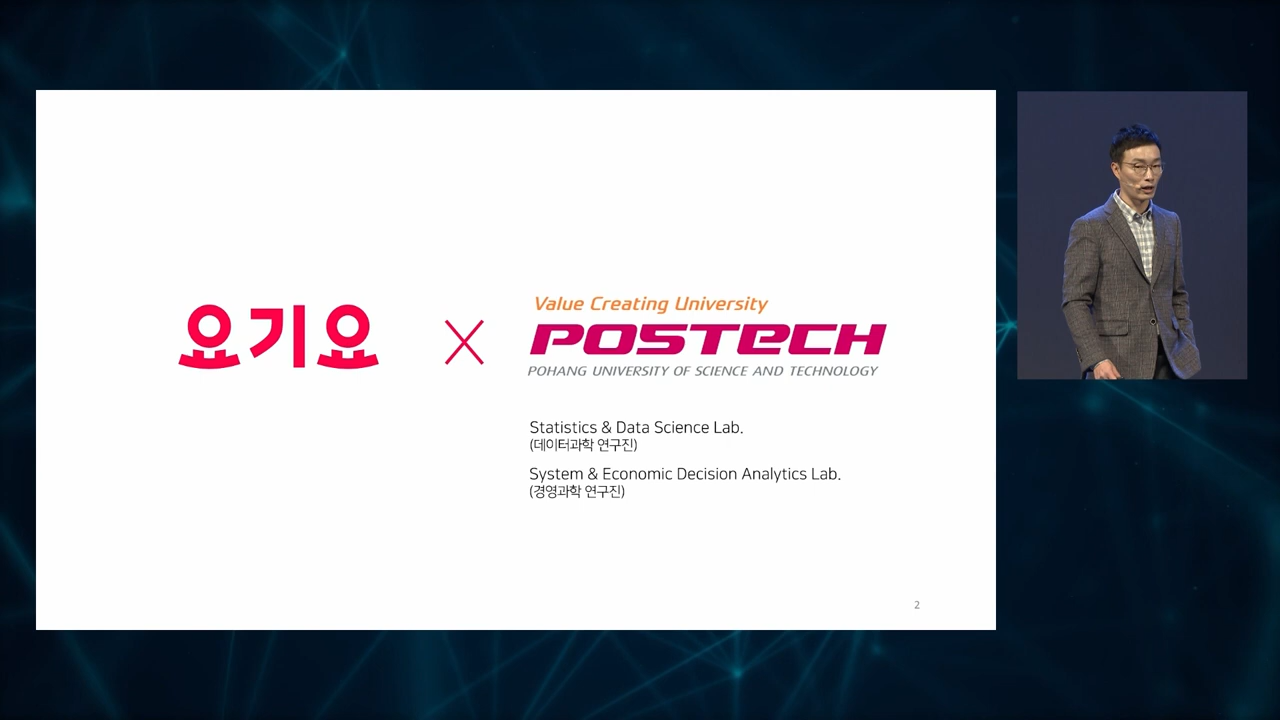 요기요
Value Creating University
POSTECH
POHANG UNIVERSITY OF SCIENCE AND TECHNOLOGY
Statistics & Data Science Lab.
(데이터과학 연구진)
System & Economic Decision Analytics Lab.
(경영과학 연구진)
2